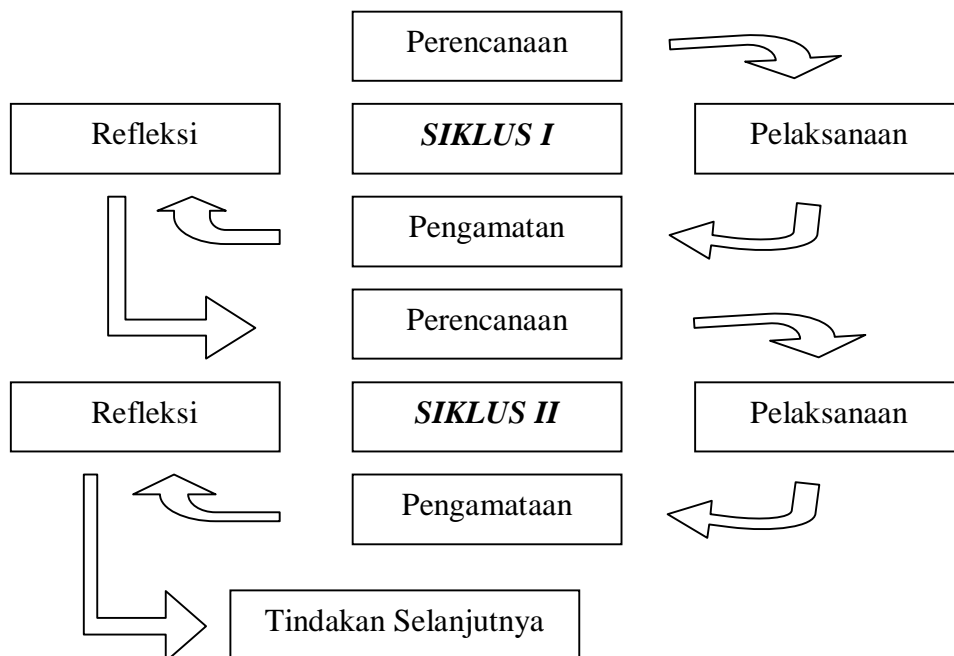 Perencanaan
Refleksi
SIKLUS I
Pelaksanaan
Pengamatan
Perencanaan
Refleksi
SIKLUS II
Pelaksanaan
Pengamataan
Tindakan Selanjutnya